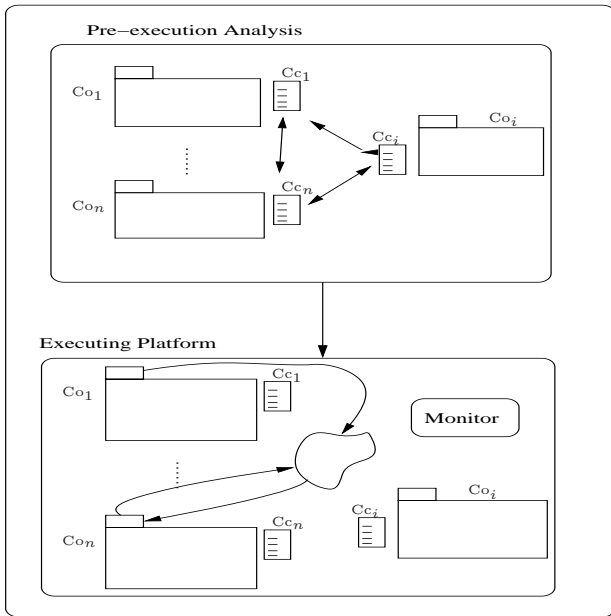 Pre−execution Analysis
Co1
Cc1
Coi
Cci
Con
Ccn
Executing Platform
Co1
Cc1
Monitor
Con
Ccn
Cci
Coi